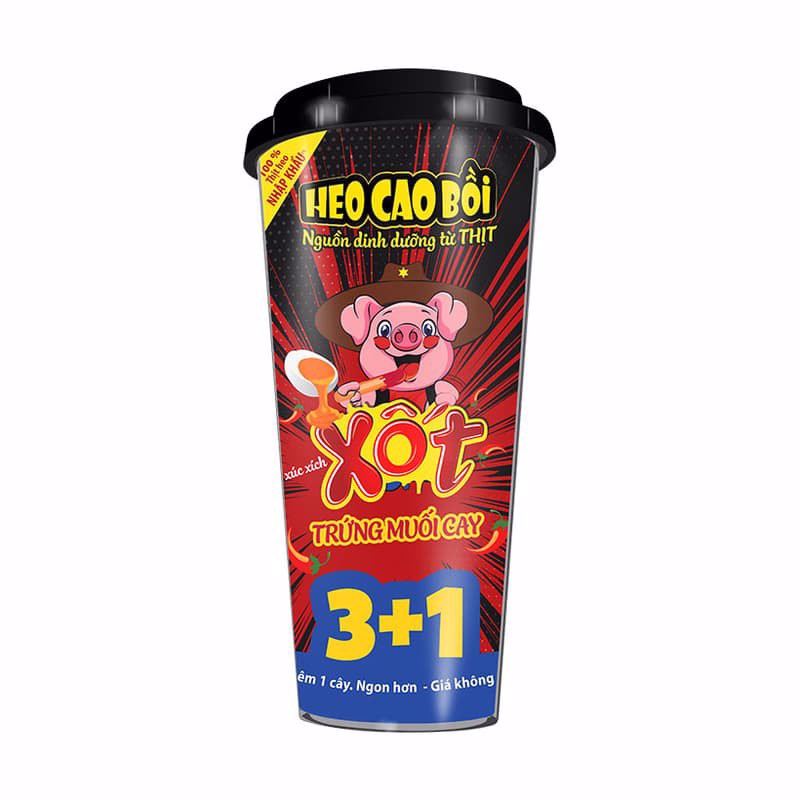 100 %
Thịt heo
NHẬP KHẨU
HEO CAO BỒI
Nguồn dinh dưỡng từ THỊT
xúc xích
XỐT
TRỨNG MUỐI CAY
3+1
êm 1 cây. Ngon hơn - Giá không